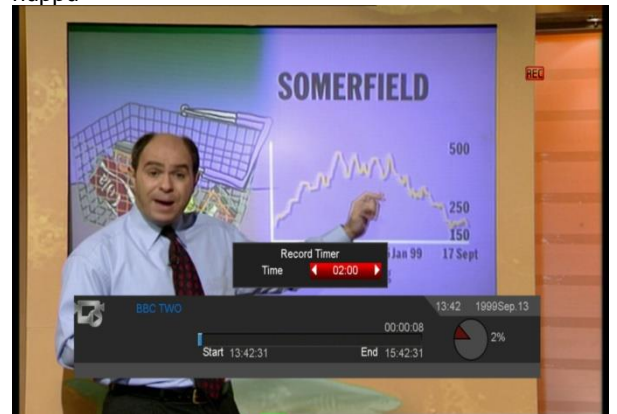 REC
SOMERFIELD
500
250
150
Jan 99 17 Sept
Record Timer
Time 02:00
BBC TWO
13:42 1999Sep.13
00:00:08
2%
Start 13:42:31 End 15:42:31